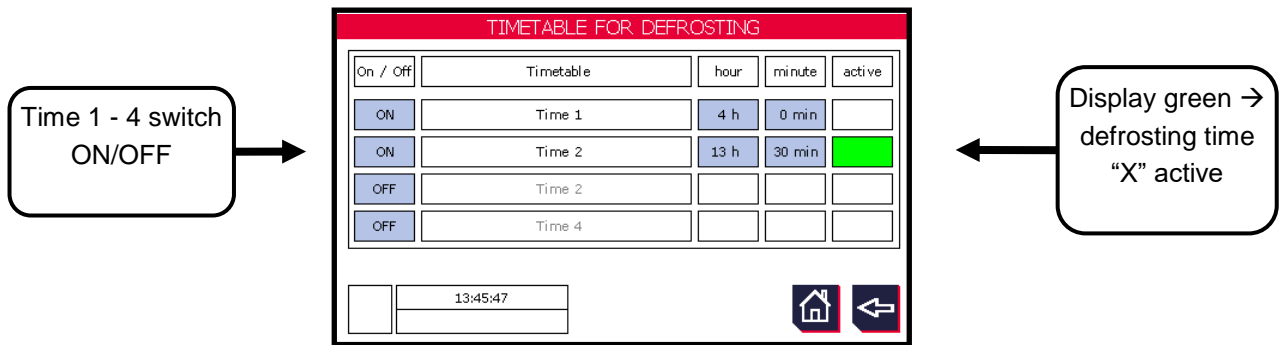 TIMETABLE FOR DEFROSTING
On / Off Timetable hour minute active
ON Time 1 4 h 0 min
ON Time 2 13 h 30 min
OFF Time 2
OFF Time 4
13:45:47
Time 1 - 4 switch
ON/OFF
Display green →
defrosting time
“X” active